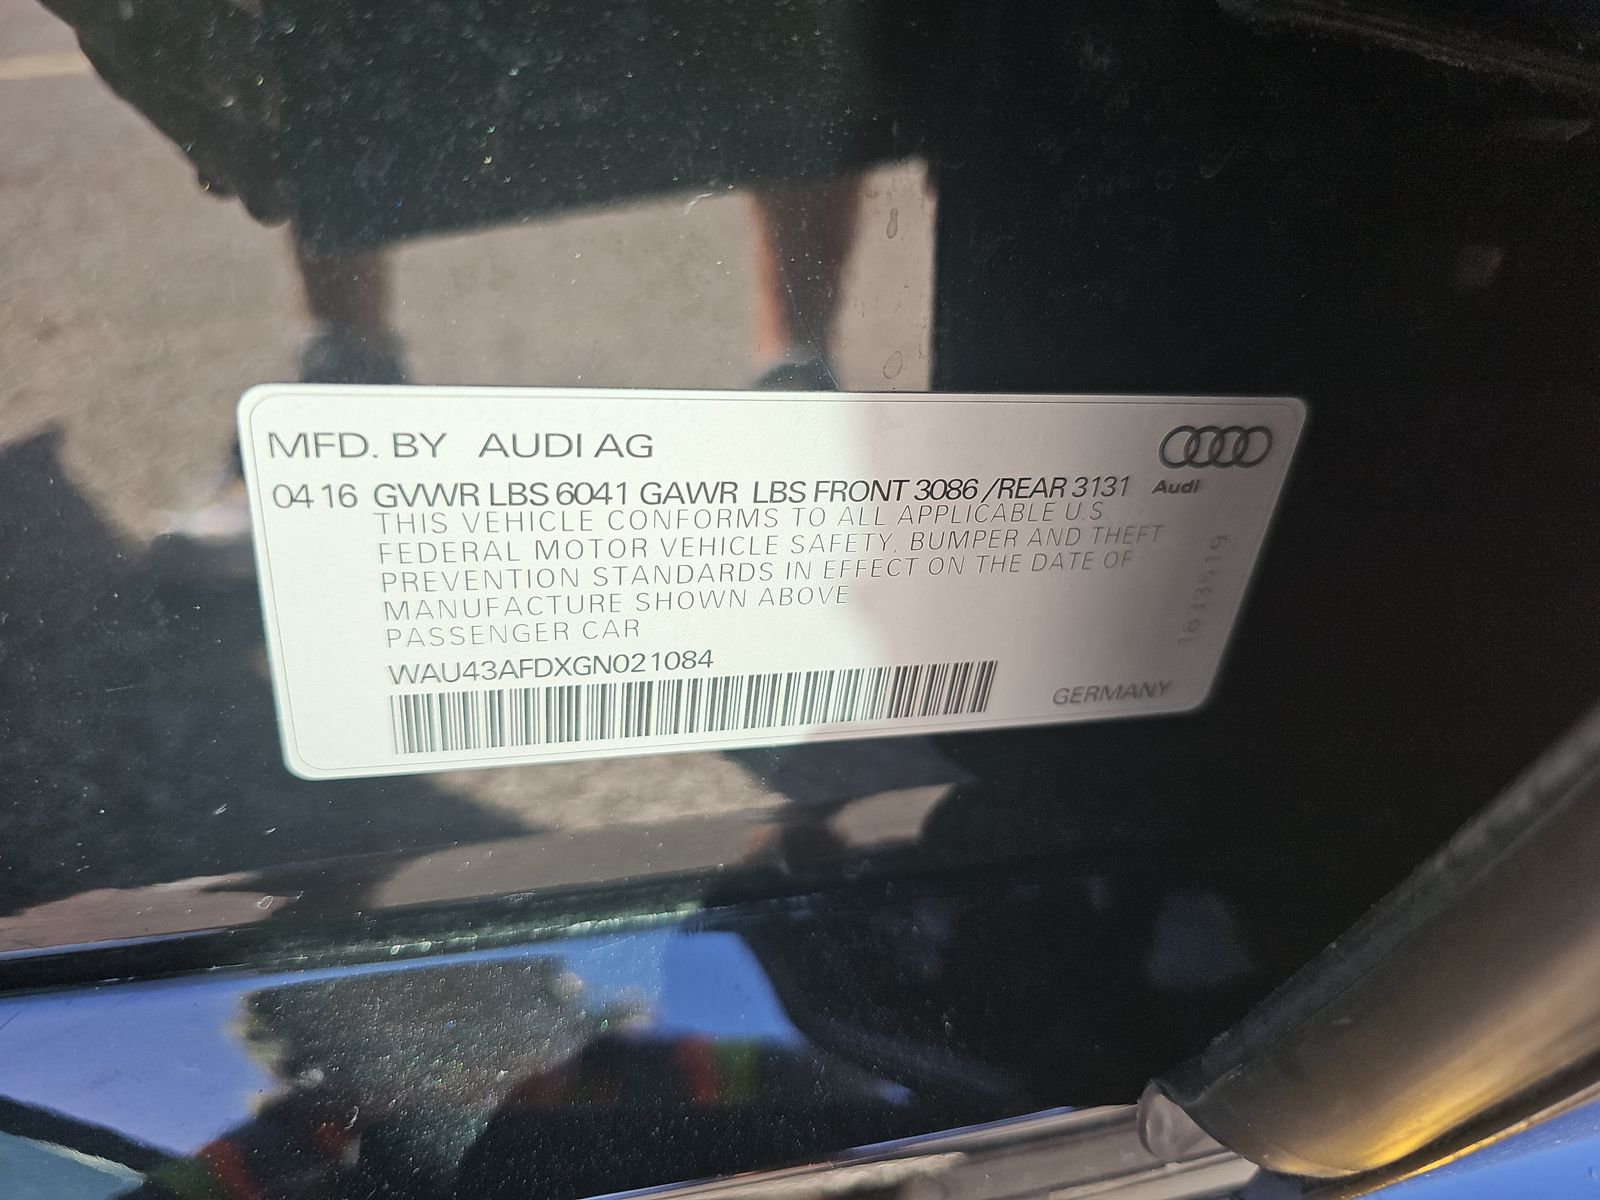 MFD. BY AUDI AG
04 16 GVWR LBS 6041 GAWR LBS FRONT 3086 /REAR 3131
Audi
THIS VEHICLE CONFORMS TO ALL APPLICABLE U.S.
FEDERAL MOTOR VEHICLE SAFETY, BUMPER AND THEFT
PREVENTION STANDARDS IN EFFECT ON THE DATE OF
MANUFACTURE SHOWN ABOVE
PASSENGER CAR
WAU43AFDXGN021084
GERMANY